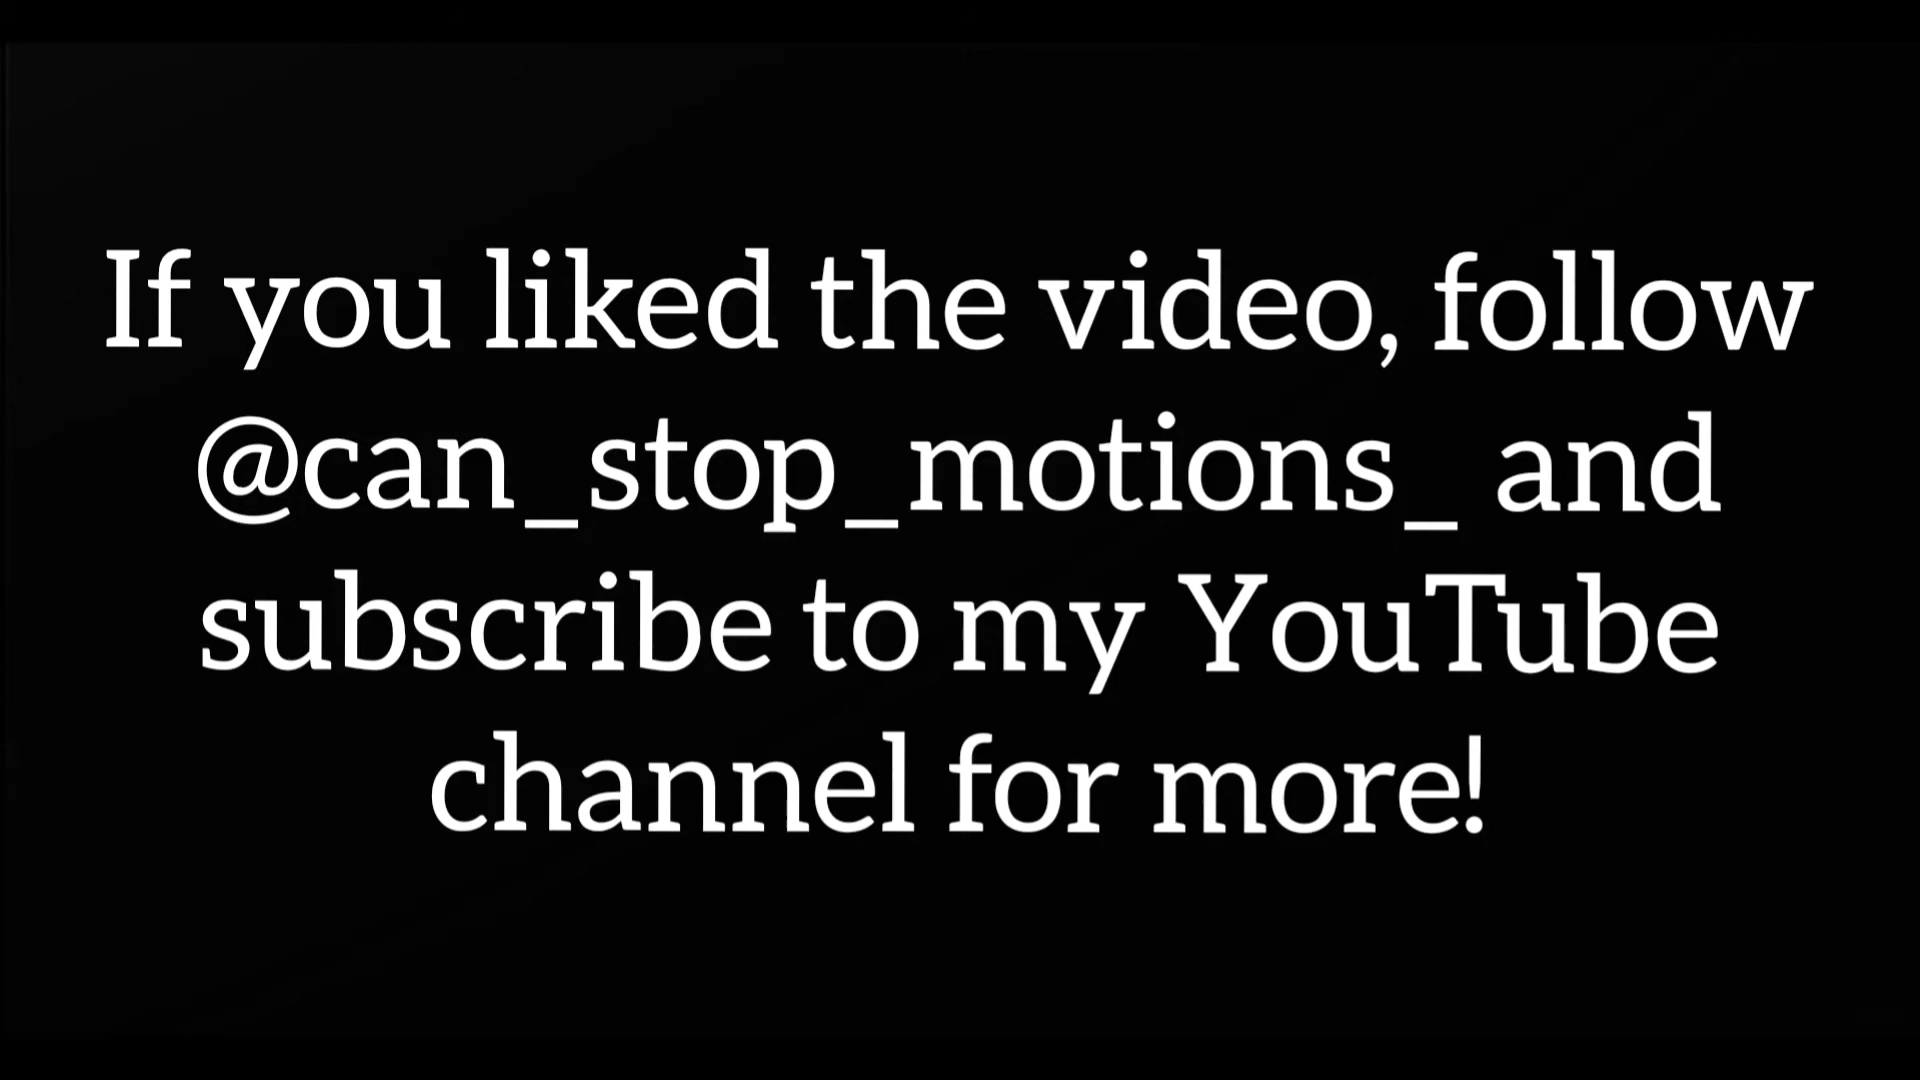 If you liked the video, follow
@can_stop_motions_ and
subscribe to my YouTube
channel for more!